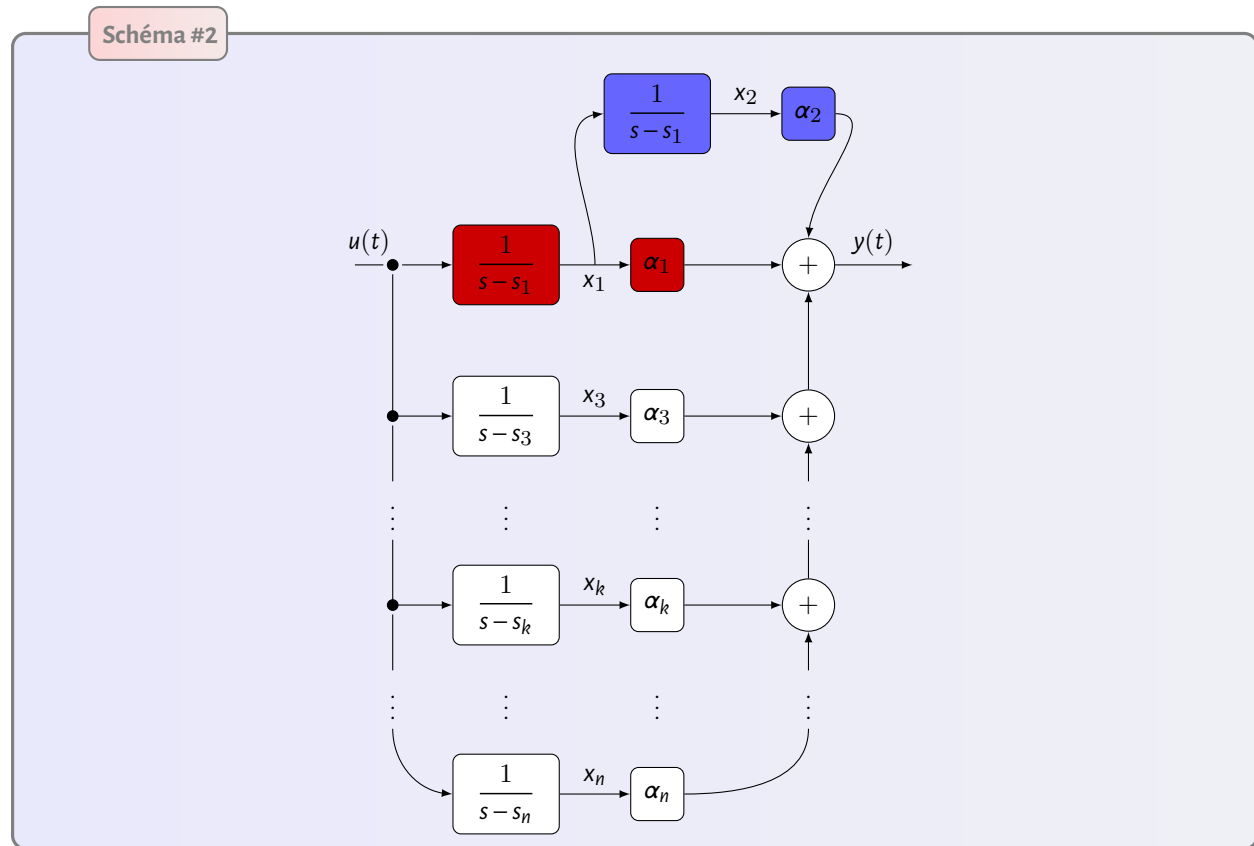 Schéma #2
1
s − s₁
x₂
α₂
u(t)
1
s − s₁
x₁
α₁
+
y(t)
1
s − s₃
x₃
α₃
+
⋮ ⋮ ⋮ ⋮
1
s − sₖ
xₖ
αₖ
+
⋮ ⋮ ⋮ ⋮
1
s − sₙ
xₙ
αₙ